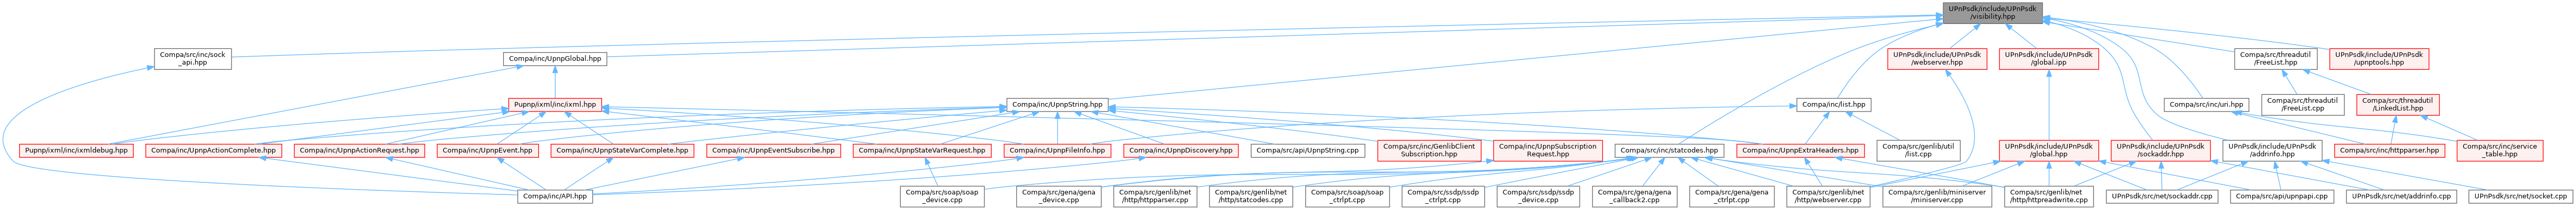 UPnPsdk/include/UPnPsdk
/visibility.hpp
Compa/src/inc/sock
_api.hpp
Compa/inc/UpnpGlobal.hpp
UPnPsdk/include/UPnPsdk
/webserver.hpp
UPnPsdk/include/UPnPsdk
/global.ipp
Compa/src/threadutil
/FreeList.hpp
UPnPsdk/include/UPnPsdk
/upnptools.hpp
Pupnp/ixml/inc/ixml.hpp
Compa/inc/UpnpString.hpp
Compa/inc/list.hpp
Compa/src/inc/uri.hpp
Compa/src/threadutil
/FreeList.cpp
Compa/src/threadutil
/LinkedList.hpp
Pupnp/ixml/inc/ixmldebug.hpp
Compa/inc/UpnpActionComplete.hpp
Compa/inc/UpnpActionRequest.hpp
Compa/inc/UpnpEvent.hpp
Compa/inc/UpnpStateVarComplete.hpp
Compa/inc/UpnpEventSubscribe.hpp
Compa/inc/UpnpStateVarRequest.hpp
Compa/inc/UpnpFileInfo.hpp
Compa/inc/UpnpDiscovery.hpp
Compa/src/api/UpnpString.cpp
Compa/src/inc/GenlibClient
Subscription.hpp
Compa/inc/UpnpSubscription
Request.hpp
Compa/src/inc/statcodes.hpp
Compa/inc/UpnpExtraHeaders.hpp
Compa/src/genlib/util
/list.cpp
UPnPsdk/include/UPnPsdk
/global.hpp
UPnPsdk/include/UPnPsdk
/sockaddr.hpp
UPnPsdk/include/UPnPsdk
/addrinfo.hpp
Compa/src/inc/httpparser.hpp
Compa/src/inc/service
_table.hpp
Compa/inc/API.hpp
Compa/src/soap/soap
_device.cpp
Compa/src/gena/gena
_device.cpp
Compa/src/genlib/net
/http/httpparser.cpp
Compa/src/genlib/net
/http/statcodes.cpp
Compa/src/soap/soap
_ctrlpt.cpp
Compa/src/ssdp/ssdp
_ctrlpt.cpp
Compa/src/ssdp/ssdp
_device.cpp
Compa/src/gena/gena
_callback2.cpp
Compa/src/gena/gena
_ctrlpt.cpp
Compa/src/genlib/net
/http/webserver.cpp
Compa/src/genlib/miniserver
/miniserver.cpp
Compa/src/genlib/net
/http/httpreadwrite.cpp
UPnPsdk/src/net/sockaddr.cpp
Compa/src/api/upnpapi.cpp
UPnPsdk/src/net/addrinfo.cpp
UPnPsdk/src/net/socket.cpp